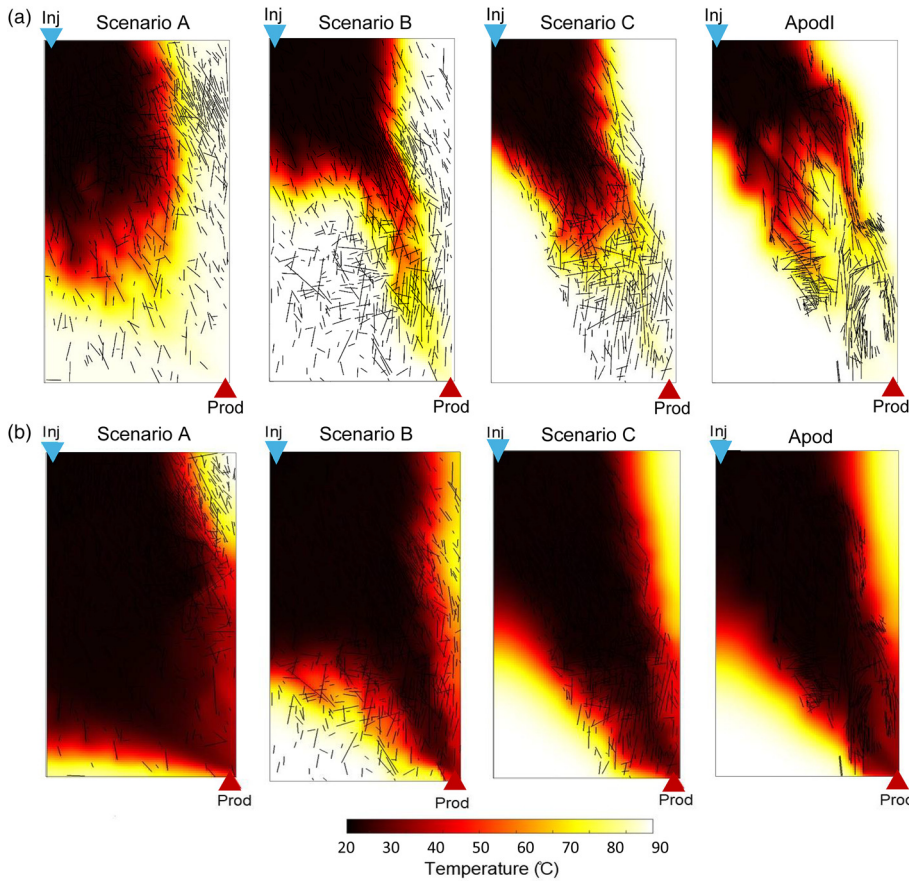 (a)
Inj Scenario A Inj Scenario B Inj Scenario C Inj ApodI
Prod Prod Prod Prod
(b)
Inj Scenario A Inj Scenario B Inj Scenario C Inj Apod
Prod Prod Prod Prod
20 30 40 50 60 70 80 90
Temperature (℃)